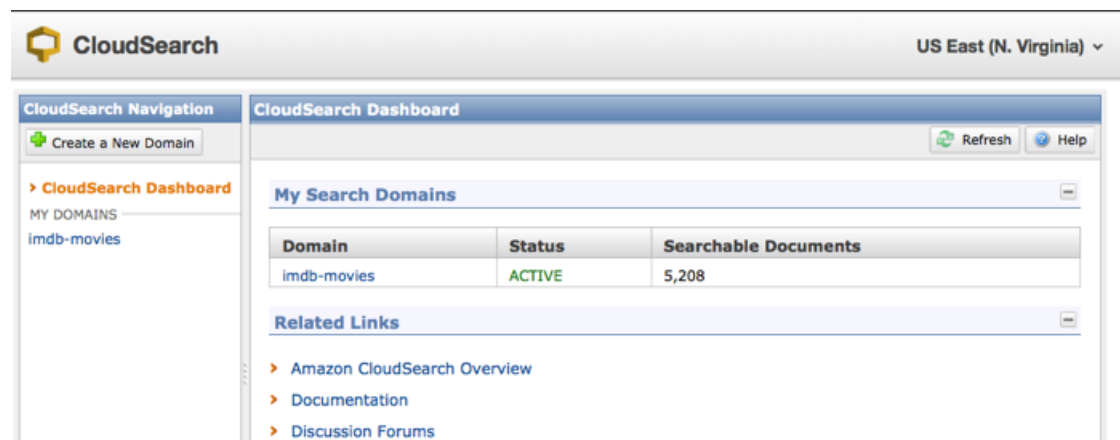 CloudSearch
US East (N. Virginia)
CloudSearch Navigation
Create a New Domain
CloudSearch Dashboard
MY DOMAINS
imdb-movies
CloudSearch Dashboard
Refresh Help
My Search Domains
Domain Status Searchable Documents
imdb-movies ACTIVE 5,208
Related Links
Amazon CloudSearch Overview
Documentation
Discussion Forums